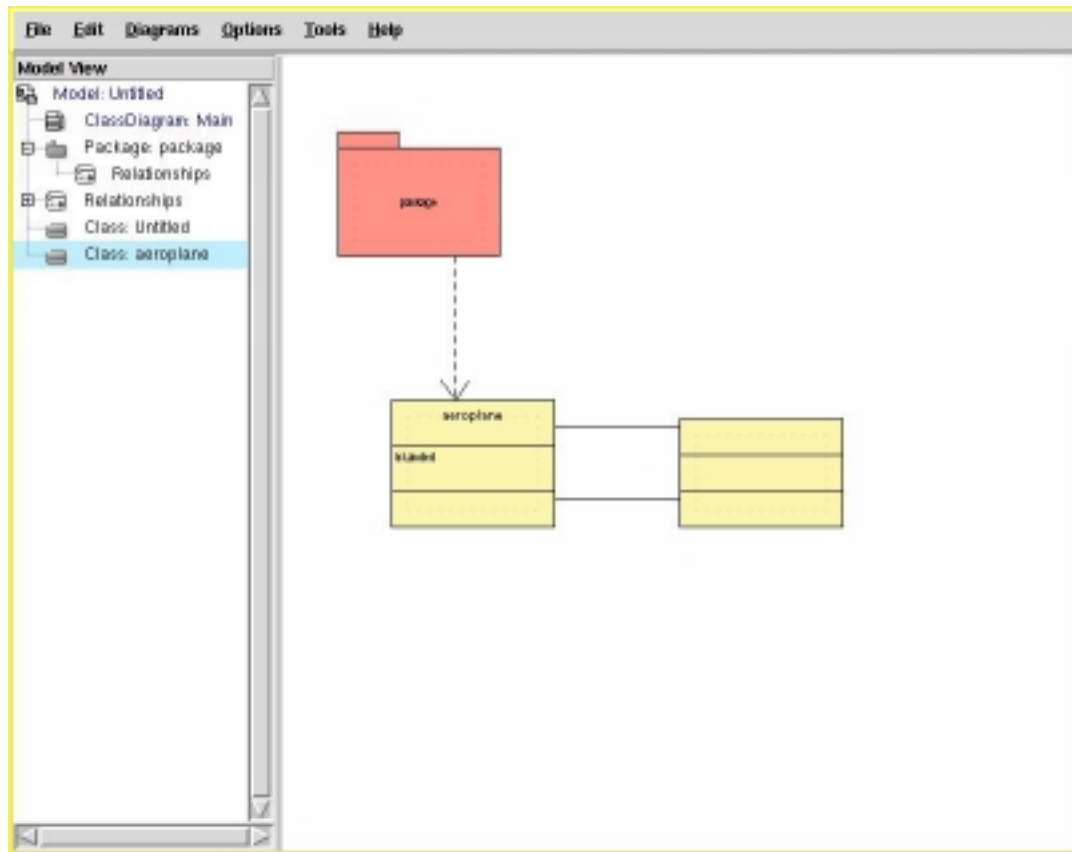 File Edit Diagrams Options Tools Help
Model View
Model: Untitled
ClassDiagram: Main
Package: package
Relationships
Relationships
Class: Untitled
Class: aeroplane
package
aeroplane